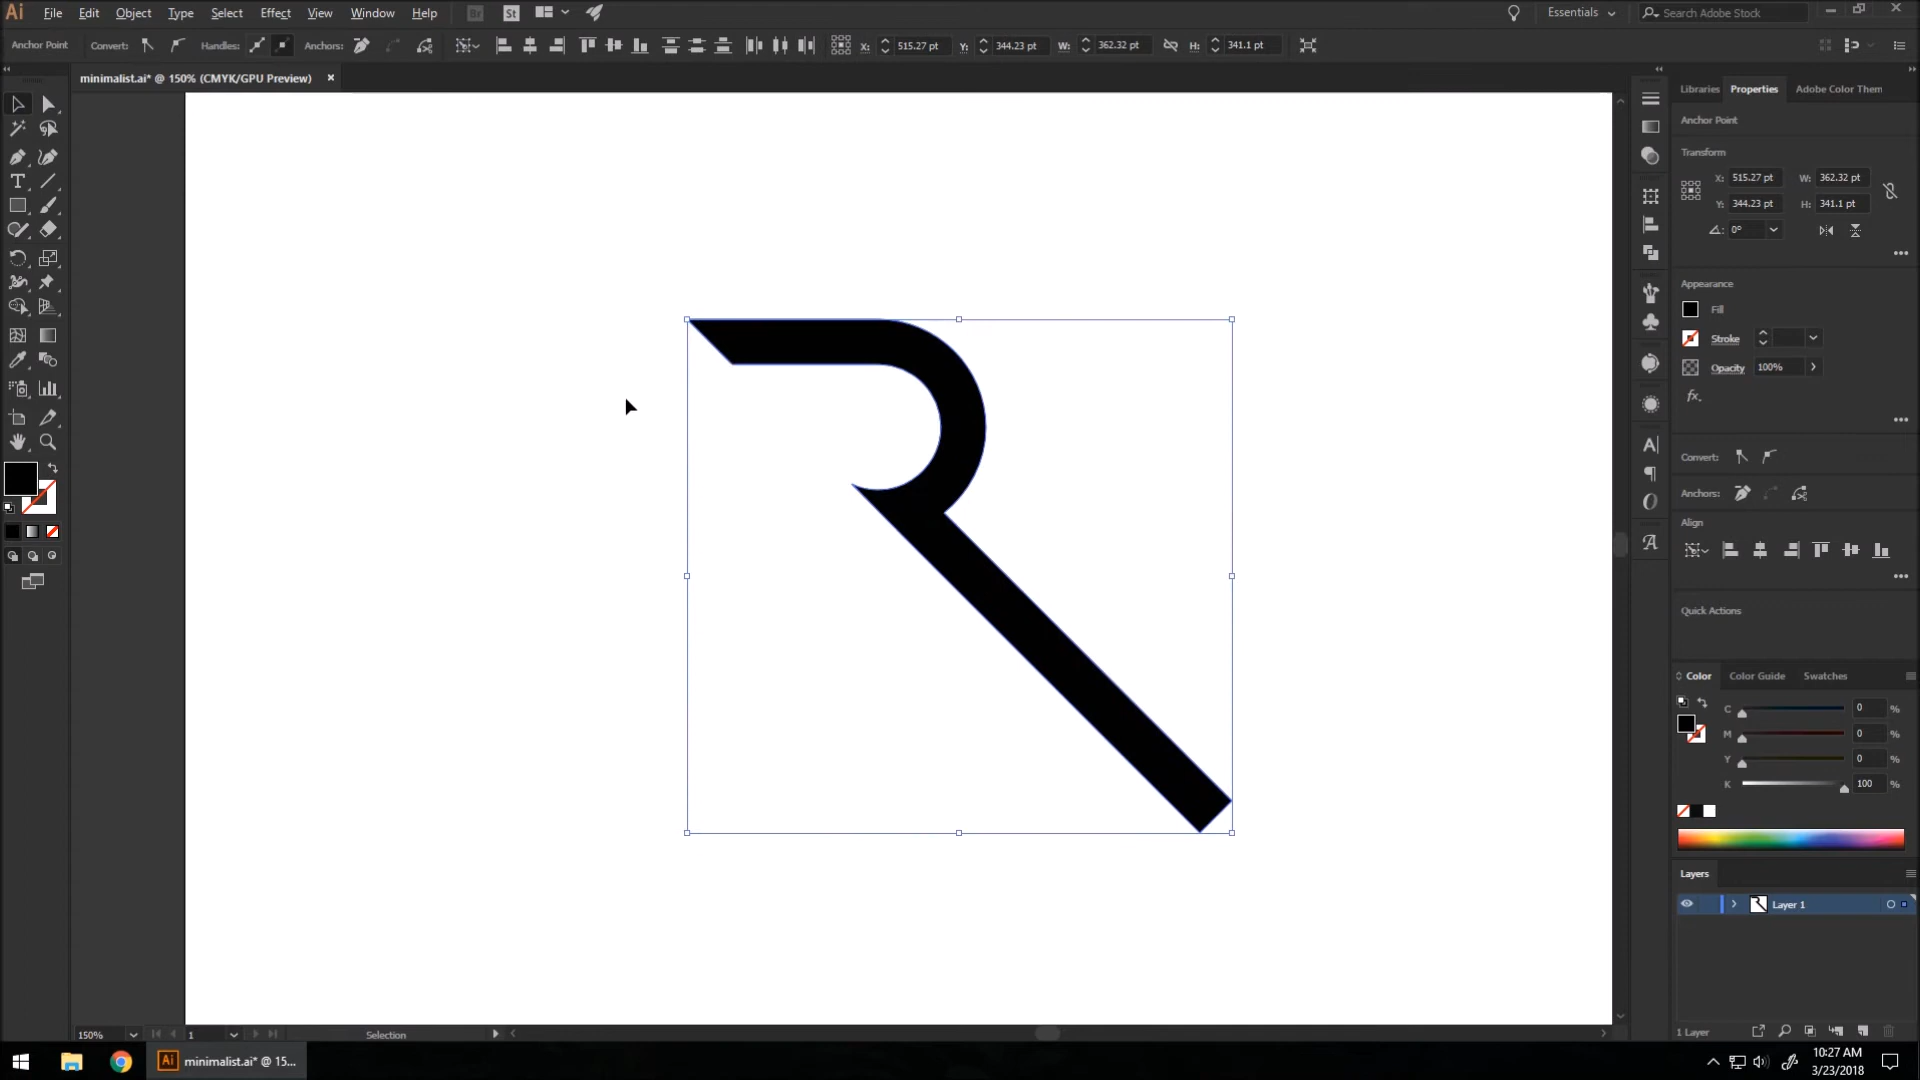 Ai File Edit Object Type Select Effect View Window Help Br St Essentials Search Adobe Stock
Anchor Point Convert: Handles: Anchors: X: 515.27 pt Y: 344.23 pt W: 362.32 pt H: 341.1 pt
minimalist.ai* @ 150% (CMYK/GPU Preview) ×
Libraries Properties Adobe Color Them
Anchor Point
Transform
X: 515.27 pt W: 362.32 pt
Y: 344.23 pt H: 341.1 pt
0°
Appearance
Fill
Stroke
Opacity 100%
fx.
Convert:
Anchors:
Align
Quick Actions
Color Color Guide Swatches
C 0 %
M 0 %
Y 0 %
K 100 %
Layers
Layer 1
1 Layer
150% 1 Selection
Ai minimalist.ai* @ 15...
10:27 AM
3/23/2018